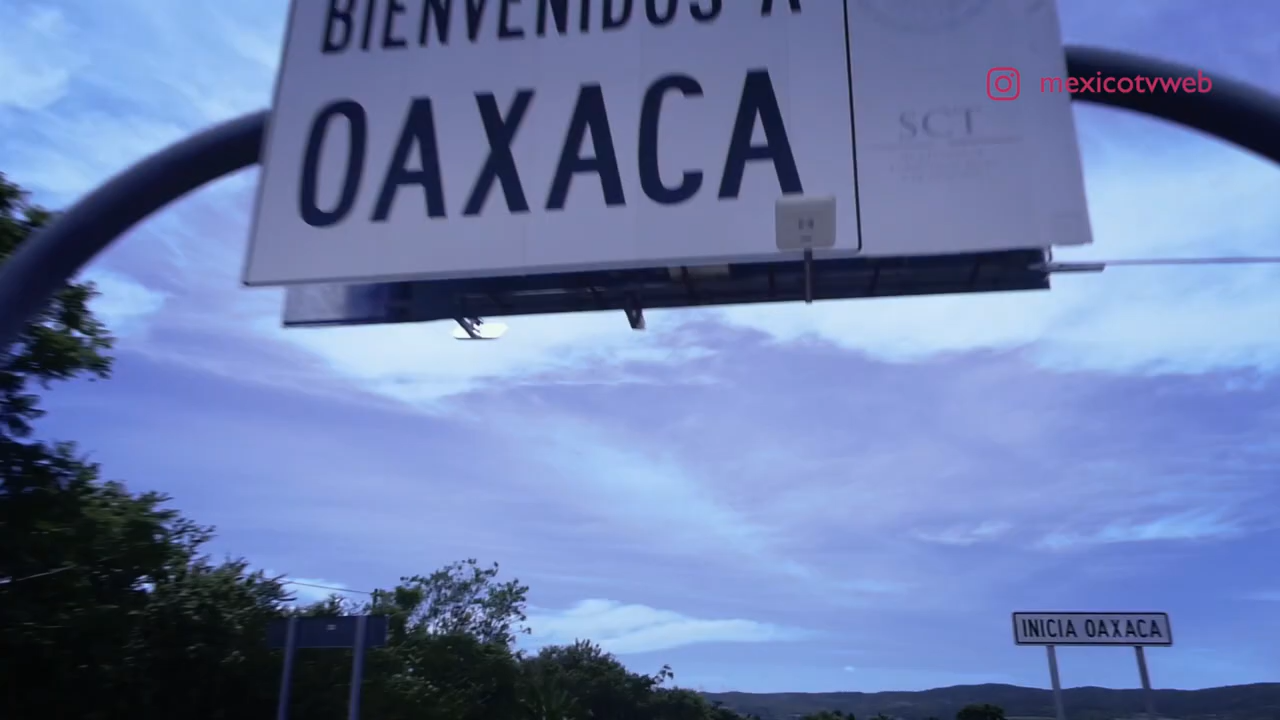 BIENVENIDOS A
OAXACA
SCT
mexicotvweb
INICIA OAXACA